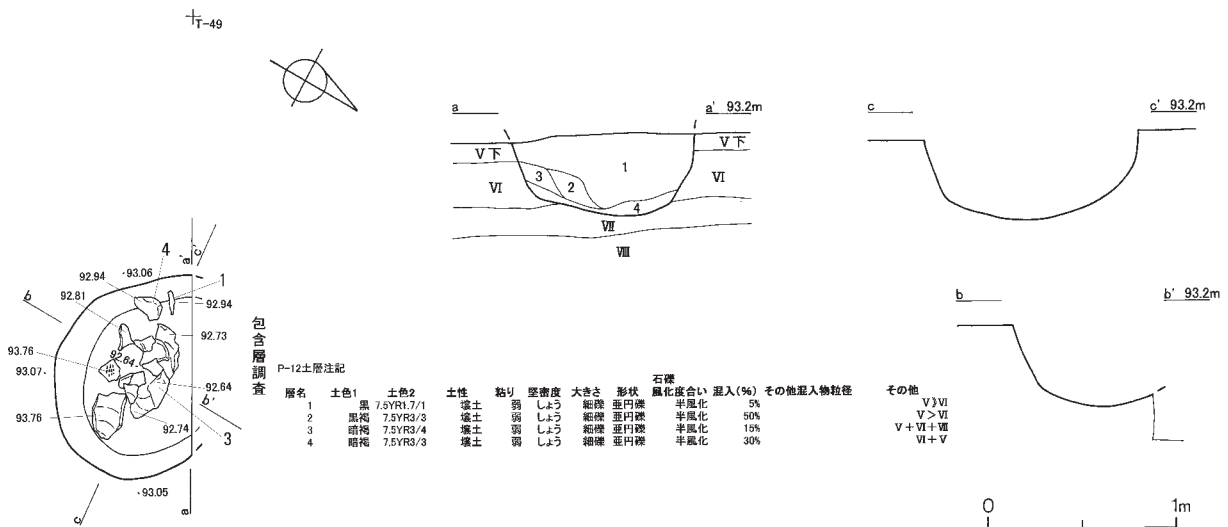 T-49
a a' 93.2m
V下 V下
1
3 2
VI VI
4
VII
VIII
c c' 93.2m
b b' 93.2m
a' c'
4 1
92.94 ·93.06
b
92.81 92.94
92.73
93.76 92.64
93.07·
92.64
b'
93.76
92.74 3
·93.05
c a
包含層調査
P-12土層注記
石礫
層名 土色1 土色2 土性 粘り 堅密度 大きさ 形状 風化度合い 混入(%) その他混入物粒径 その他
1 黒 7.5YR1.7/1 壌土 弱 しょう 細礫 亜円礫 半風化 5% V》VI
2 黒褐 7.5YR3/3 壌土 弱 しょう 細礫 亜円礫 半風化 50% V>VI
3 暗褐 7.5YR3/4 壌土 弱 しょう 細礫 亜円礫 半風化 15% V+VI+VII
4 暗褐 7.5YR3/3 壌土 弱 しょう 細礫 亜円礫 半風化 30% VI+V
0 1m